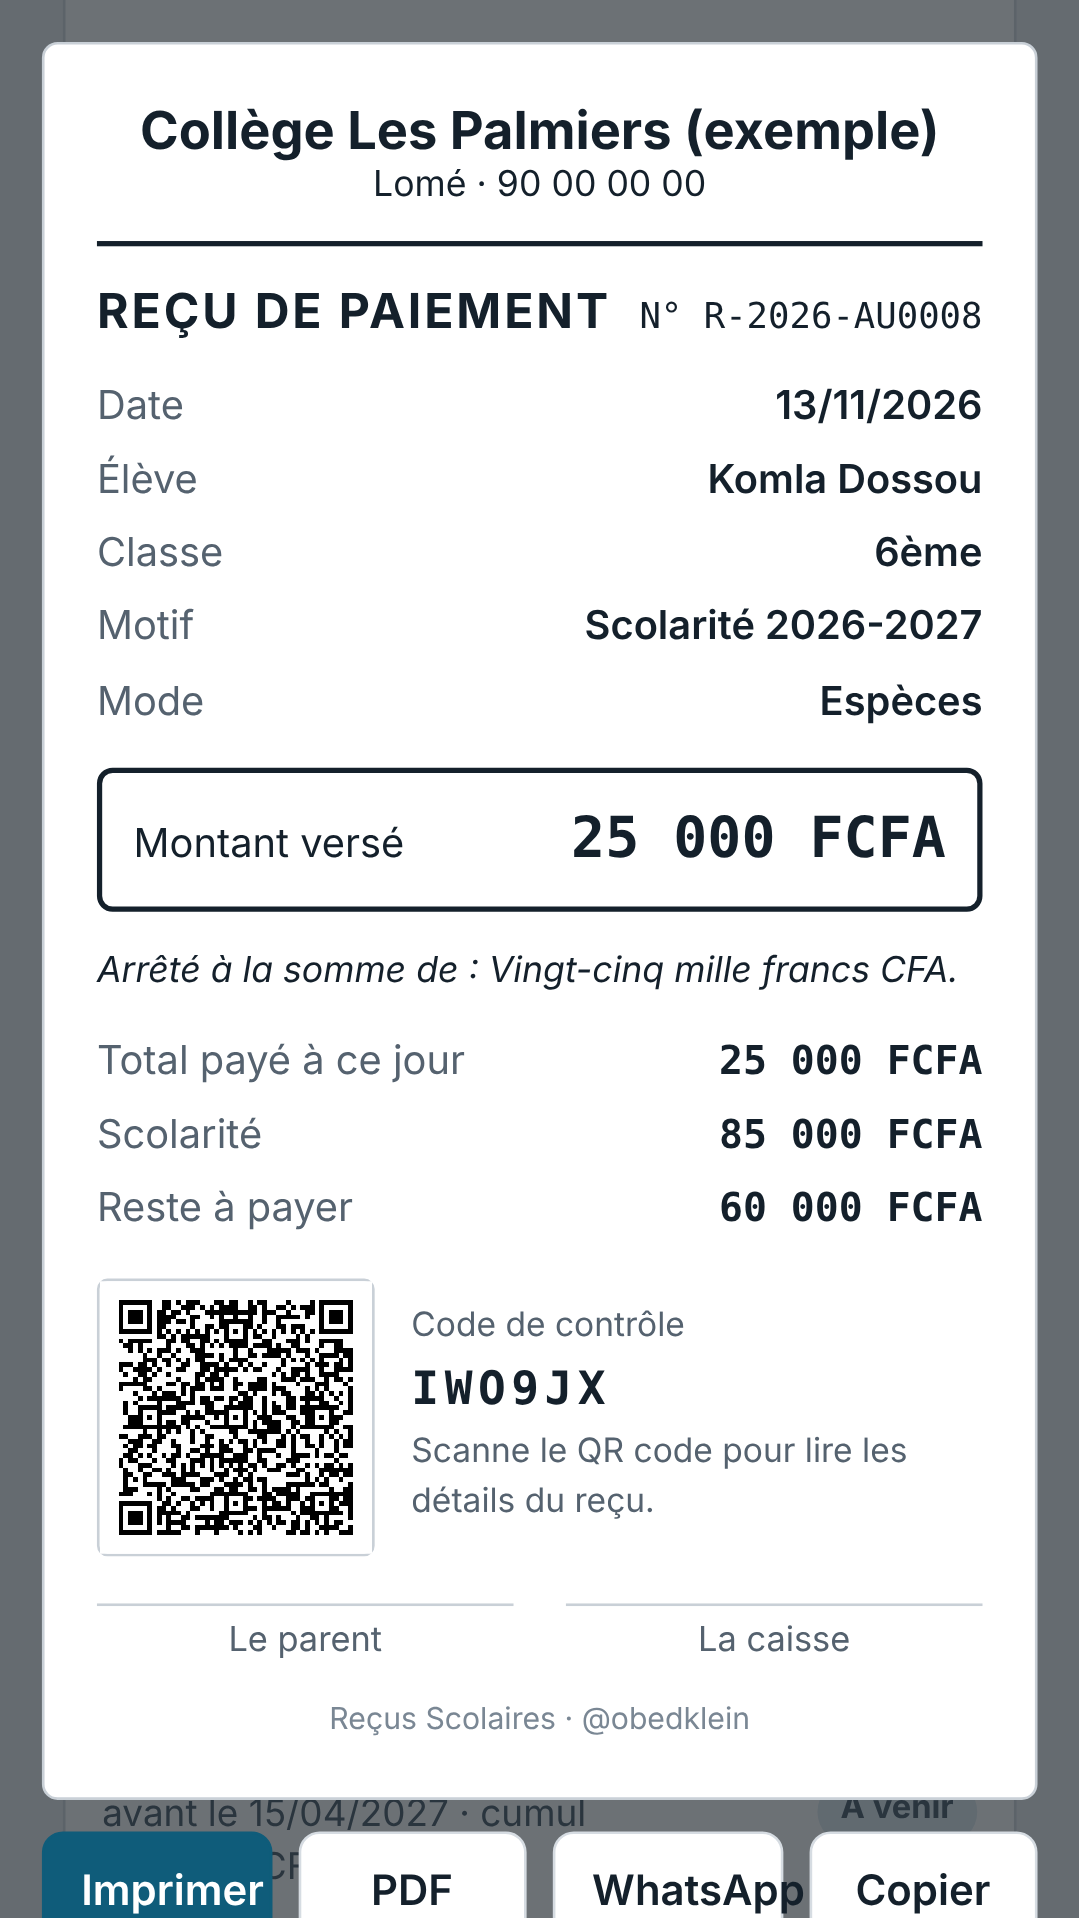 Collège Les Palmiers (exemple)
Lomé · 90 00 00 00
REÇU DE PAIEMENT N° R-2026-AU0008
Date 13/11/2026
Élève Komla Dossou
Classe 6ème
Motif Scolarité 2026-2027
Mode Espèces
Montant versé 25 000 FCFA
Arrêté à la somme de : Vingt-cinq mille francs CFA.
Total payé à ce jour 25 000 FCFA
Scolarité 85 000 FCFA
Reste à payer 60 000 FCFA
Code de contrôle
IWO9JX
Scanne le QR code pour lire les
détails du reçu.
Le parent La caisse
Reçus Scolaires · @obedklein
avant le 15/04/2027 · cumul À venir
Imprimer PDF WhatsApp Copier